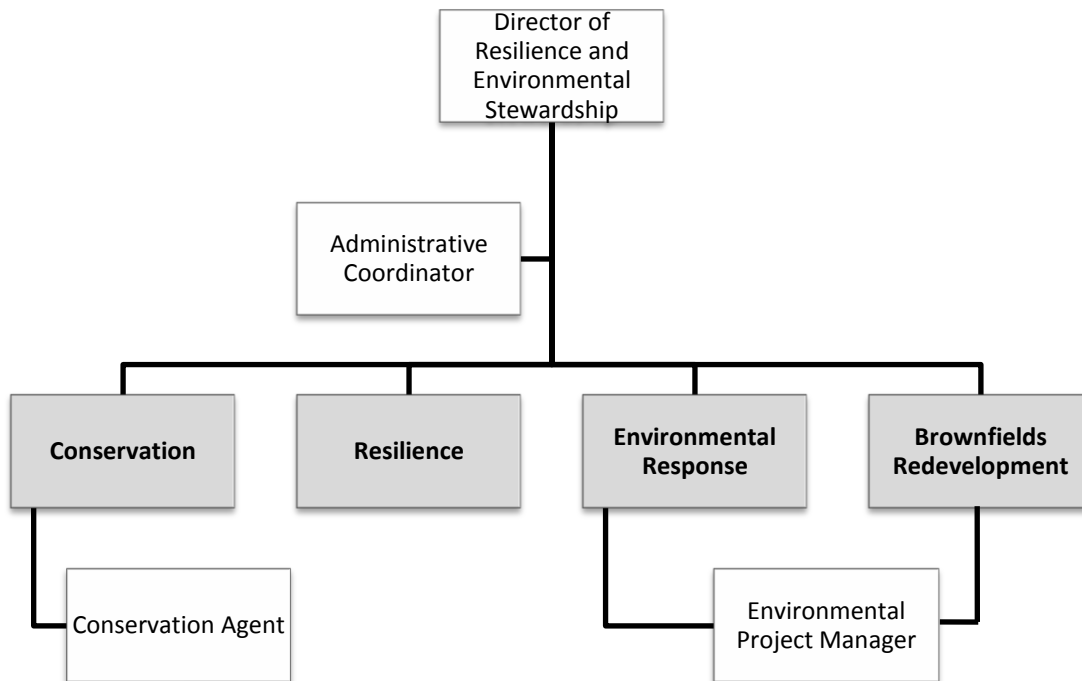 Director of
Resilience and
Environmental
Stewardship
Administrative
Coordinator
Conservation
Resilience
Environmental
Response
Brownfields
Redevelopment
Conservation Agent
Environmental
Project Manager